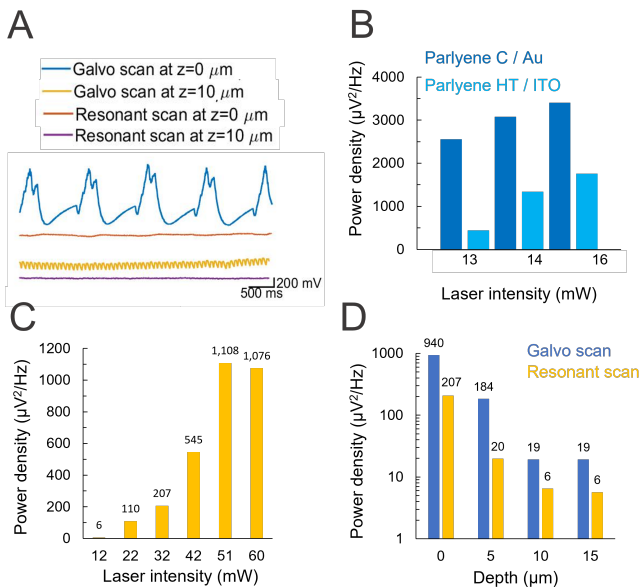 A
Galvo scan at z=0 μm
Galvo scan at z=10 μm
Resonant scan at z=0 μm
Resonant scan at z=10 μm
200 mV
500 ms
B
Parlyene C / Au
Parlyene HT / ITO
Power density (μV²/Hz)
4000
3000
2000
1000
0
13 14 16
Laser intensity (mW)
C
Power density (μV²/Hz)
1200
1000
800
600
400
200
0
6
110
207
545
1,108
1,076
12 22 32 42 51 60
Laser intensity (mW)
D
Galvo scan
Resonant scan
Power density (μV²/Hz)
1000
100
10
1
940
207
184
20
19
6
19
6
0 5 10 15
Depth (μm)